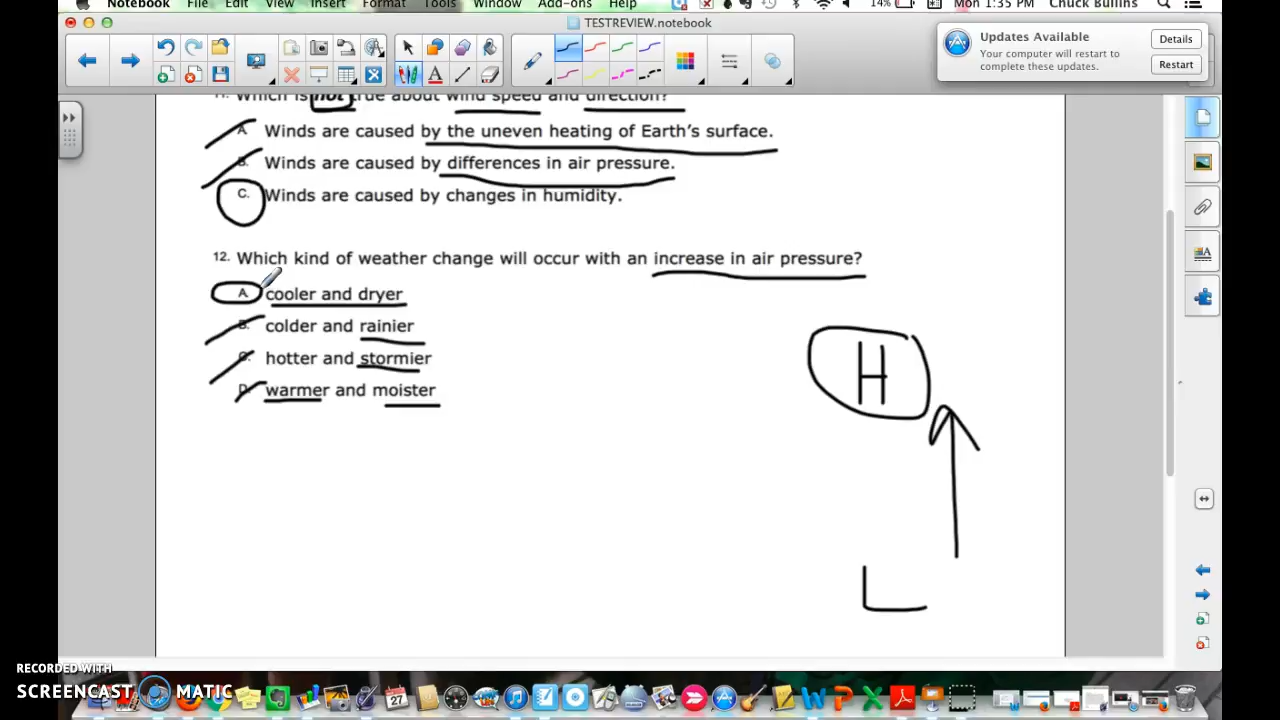 Notebook File Edit View Insert Format Tools Window Add-ons Help 14% Mon 1:35 PM Chuck Bullins
TESTREVIEW.notebook
Updates Available
Your computer will restart to complete these updates.
Details
Restart
11. Which is not true about wind speed and direction?
A. Winds are caused by the uneven heating of Earth's surface.
B. Winds are caused by differences in air pressure.
C. Winds are caused by changes in humidity.
12. Which kind of weather change will occur with an increase in air pressure?
A. cooler and dryer
B. colder and rainier
C. hotter and stormier
D. warmer and moister
H
L
RECORDED WITH
SCREENCAST MATIC